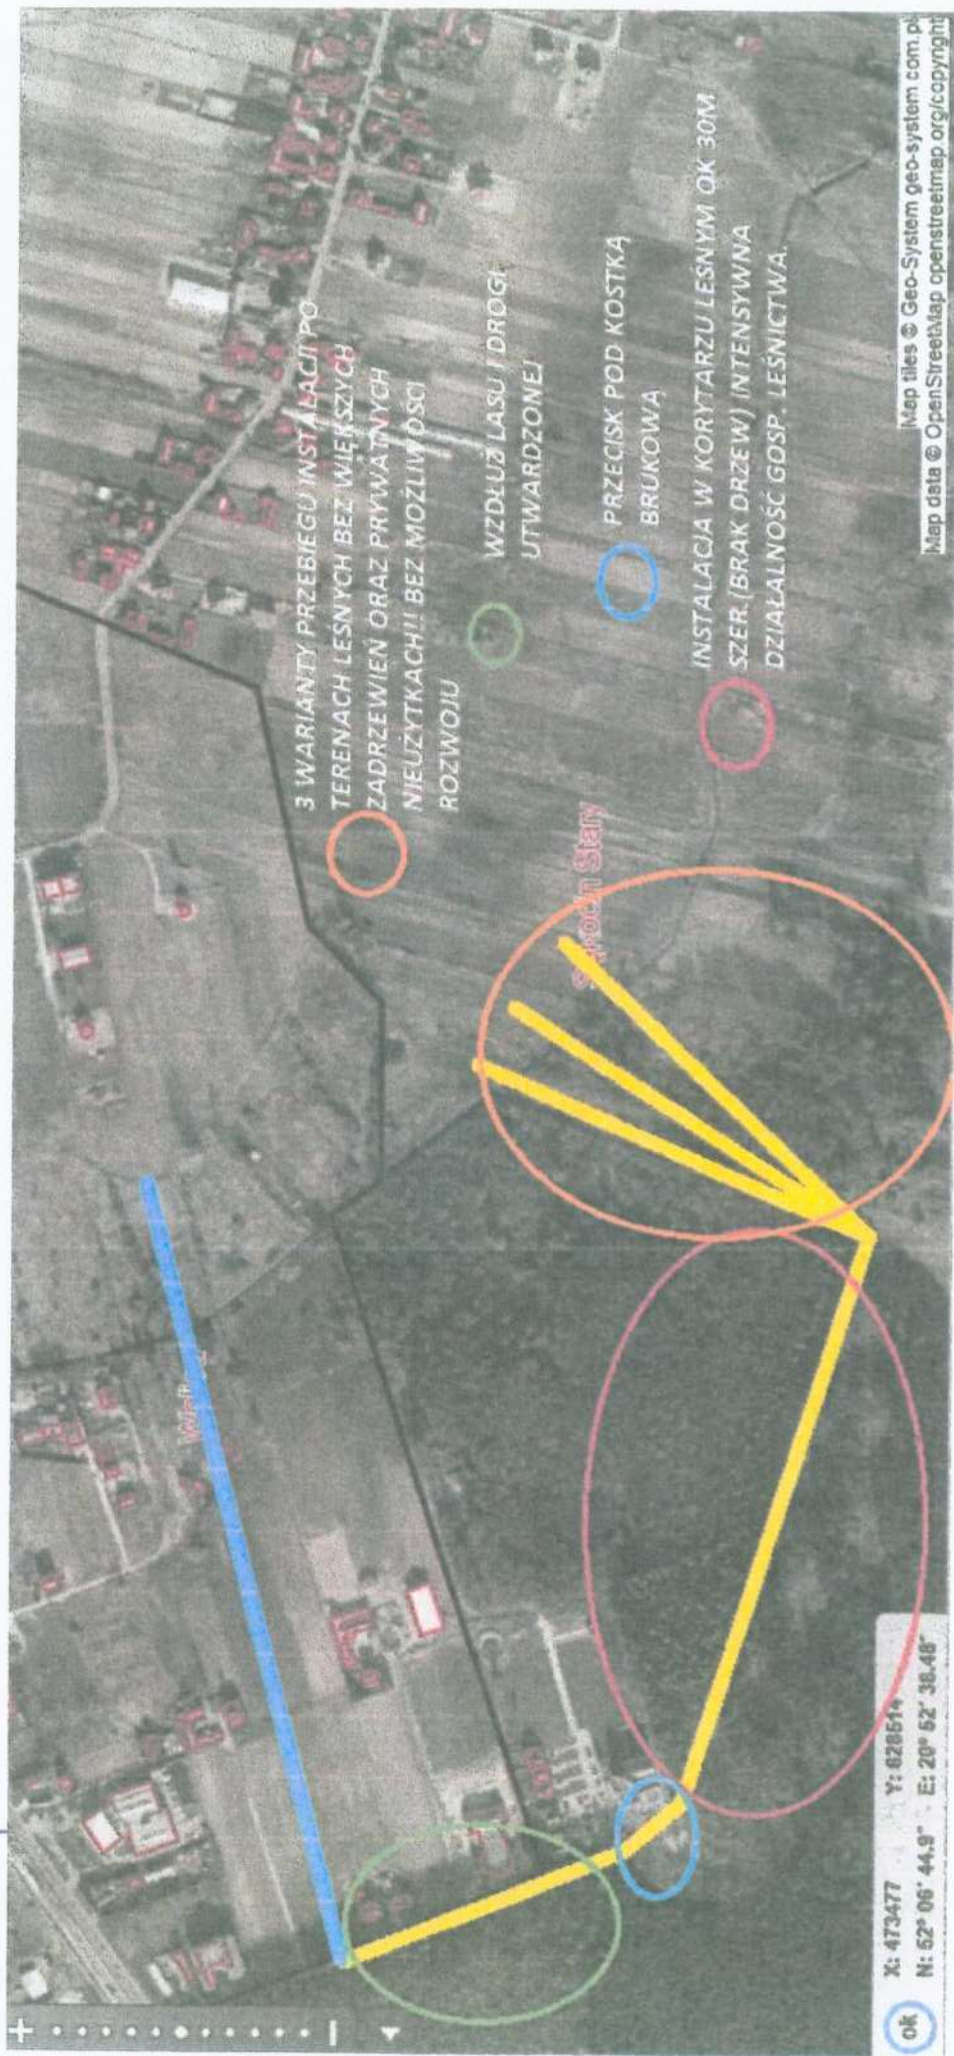 3 WARIANTY PRZEBIEGU INSTALACJI PO
TERENACH LESNYCH BEZ WIĘKSZYCH
ZADRZEWIEŃ ORAZ PRYWATNYCH
NIEUŻYTKACH!! BEZ MOŻLIWOŚCI
ROZWOJU
WZDŁUŻ LASU I DROGI
UTWARDZONEJ
PRZECISK POD KOSTKĄ
BRUKOWĄ
INSTALACJA W KORYTARZU LESNYM OK 30M
SZER.(BRAK DRZEW) INTENSYWNA
DZIAŁALNOŚĆ GOSP. LEŚNICTWA.
Stary
ok
X: 473477 Y: 628514
N: 52° 06' 44.9" E: 20° 52' 38.48"
Map tiles © Geo-System geo-system com.pl
Map data © OpenStreetMap openstreetmap org/copyright